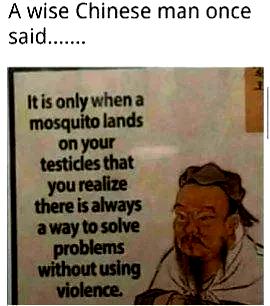 A wise Chinese man once
said.......
It is only when a
mosquito lands
on your
testicles that
you realize
there is always
a way to solve
problems
without using
violence.